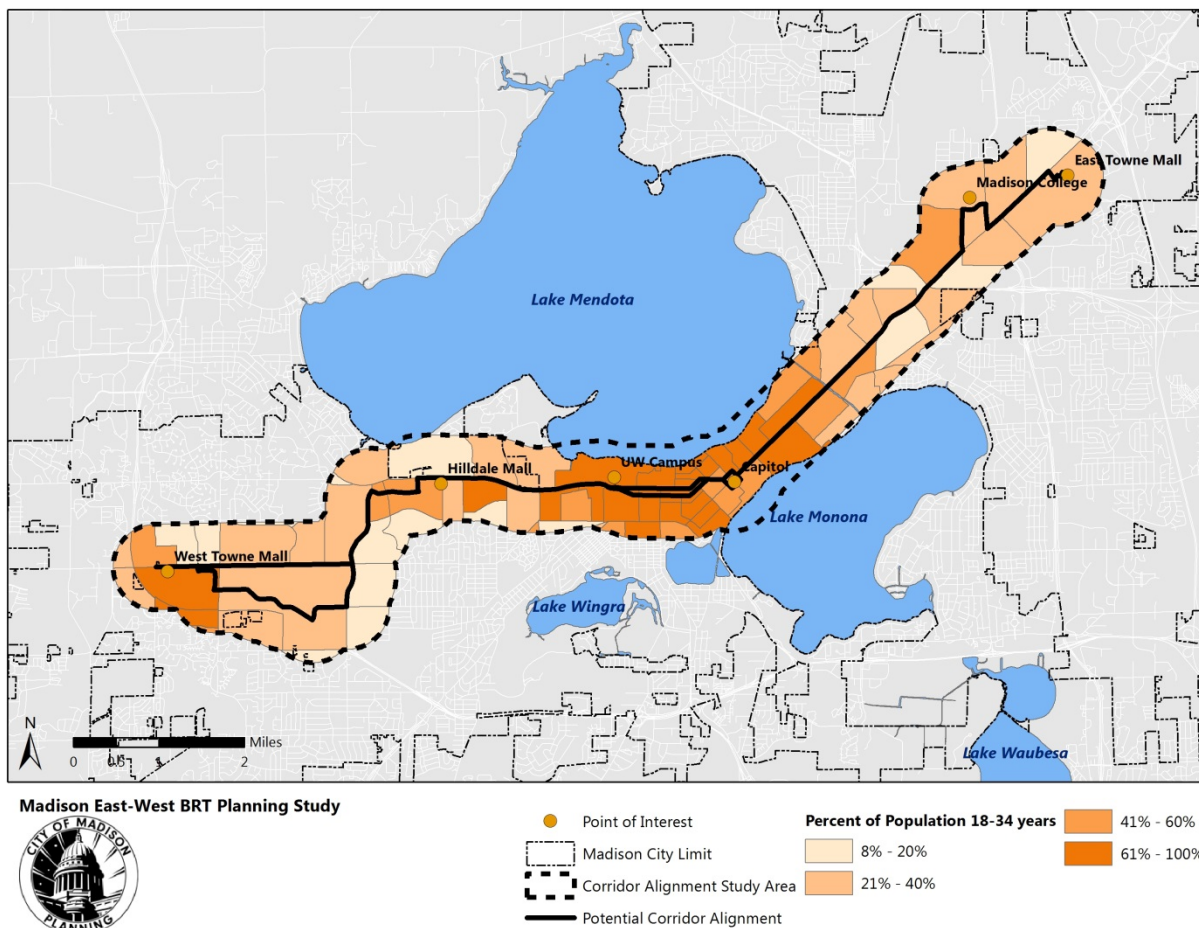 East Towne Mall
Madison College
Lake Mendota
Hilldale Mall
UW Campus
Capitol
Lake Monona
West Towne Mall
Lake Wingra
Lake Waubesa
N
Miles
0 0.5 1 2
Madison East-West BRT Planning Study
CITY OF MADISON
PLANNING
Point of Interest
Madison City Limit
Corridor Alignment Study Area
Potential Corridor Alignment
Percent of Population 18-34 years
8% - 20%
21% - 40%
41% - 60%
61% - 100%